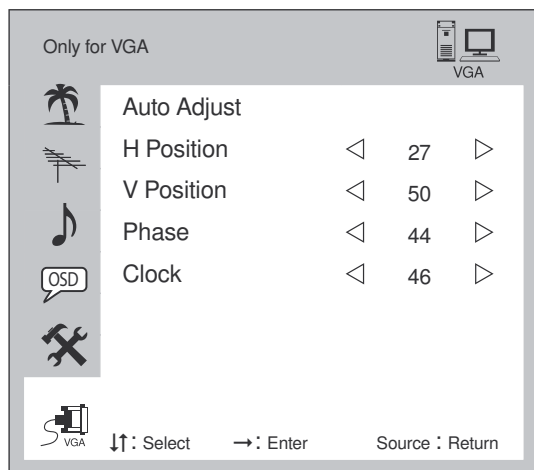 Only for VGA
VGA
Auto Adjust
H Position 27
V Position 50
Phase 44
Clock 46
OSD
VGA
↓↑: Select →: Enter Source : Return